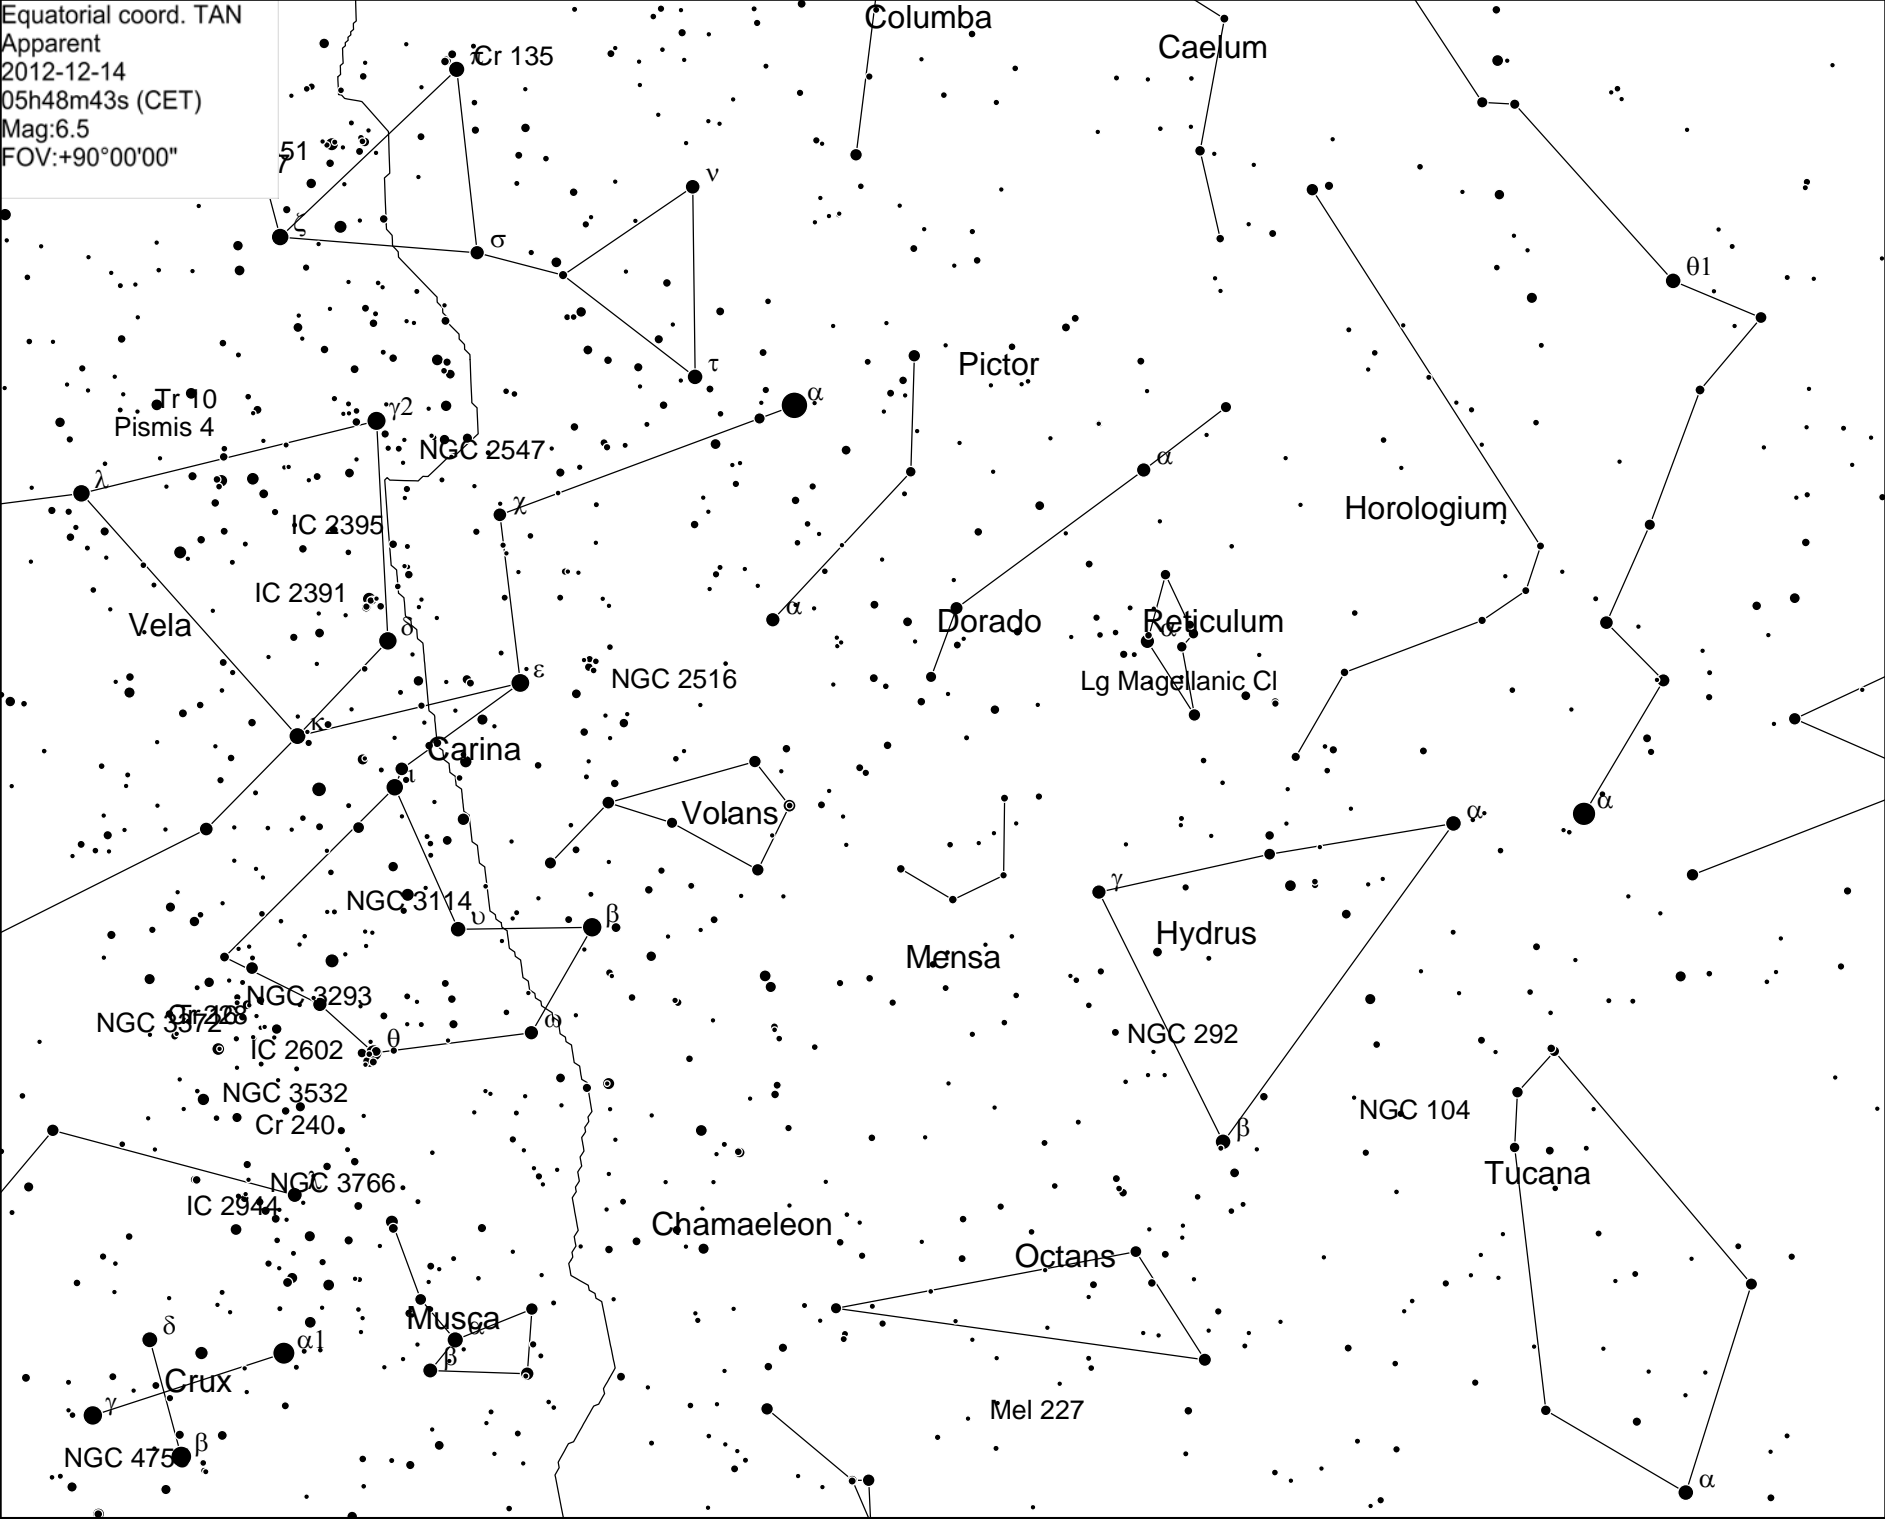 Equatorial coord. TAN
Apparent
2012-12-14
05h48m43s (CET)
Mag:6.5
FOV:+90°00'00"
Columba
Caelum
π
Cr 135
51
7
ν
ζ
σ
θ1
Pictor
τ
α
Tr 10
γ2
Pismis 4
NGC 2547
α
λ
χ
Horologium
IC 2395
IC 2391
α
Vela
δ
Dorado
Reticulum
α
ε
NGC 2516
Lg Magellanic Cl
κ
Carina
ι
Volans
α
α
γ
NGC 3114
υ
β
Hydrus
Mensa
NGC 3293
NGC 3372
ω
NGC 292
θ
IC 2602
NGC 3532
NGC 104
Cr 240
β
Tucana
λ
NGC 3766
IC 2944
Chamaeleon
Octans
Musca
α
δ
α1
β
Crux
γ
Mel 227
β
NGC 475
α